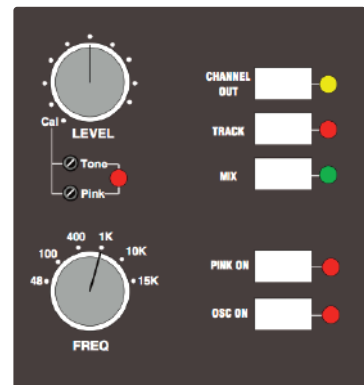 CHANNEL
OUT
LEVEL
Cal
TRACK
Tone
MIX
Pink
400 1K
100 10K
48 15K
PINK ON
OSC ON
FREQ